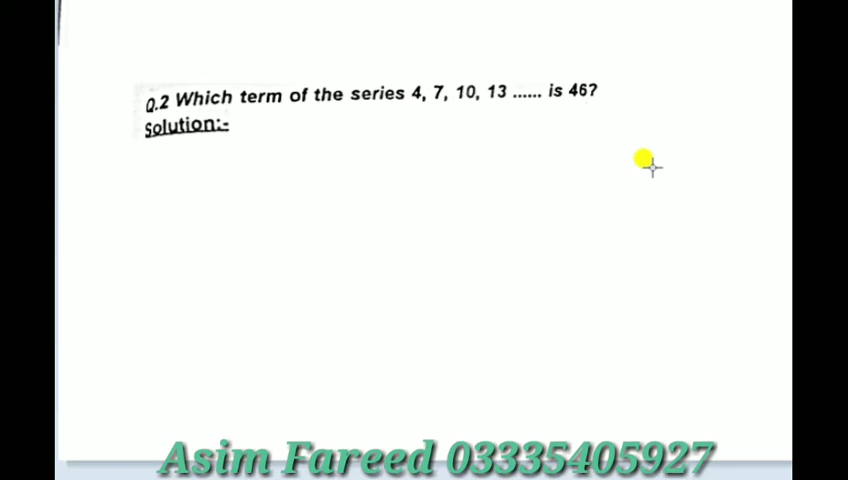 Q.2 Which term of the series 4, 7, 10, 13 ...... is 46?
Solution:-
Asim Fareed 03335405927